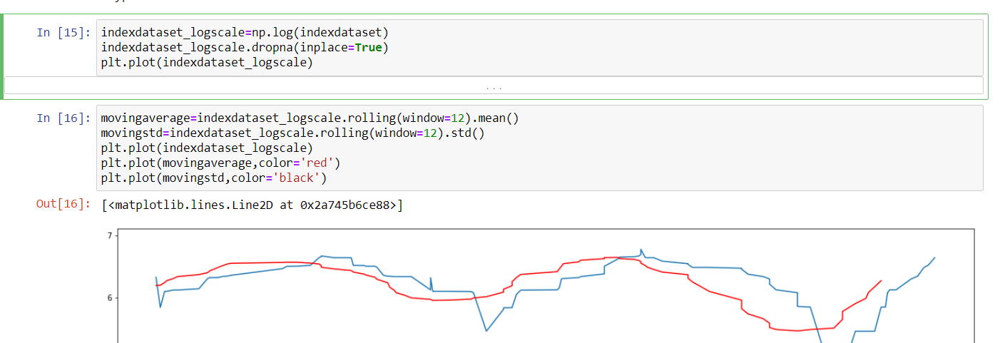 In [15]: indexdataset_logscale=np.log(indexdataset)
indexdataset_logscale.dropna(inplace=True)
plt.plot(indexdataset_logscale)
...
In [16]: movingaverage=indexdataset_logscale.rolling(window=12).mean()
movingstd=indexdataset_logscale.rolling(window=12).std()
plt.plot(indexdataset_logscale)
plt.plot(movingaverage,color='red')
plt.plot(movingstd,color='black')
Out[16]: [<matplotlib.lines.Line2D at 0x2a745b6ce88>]
7
6